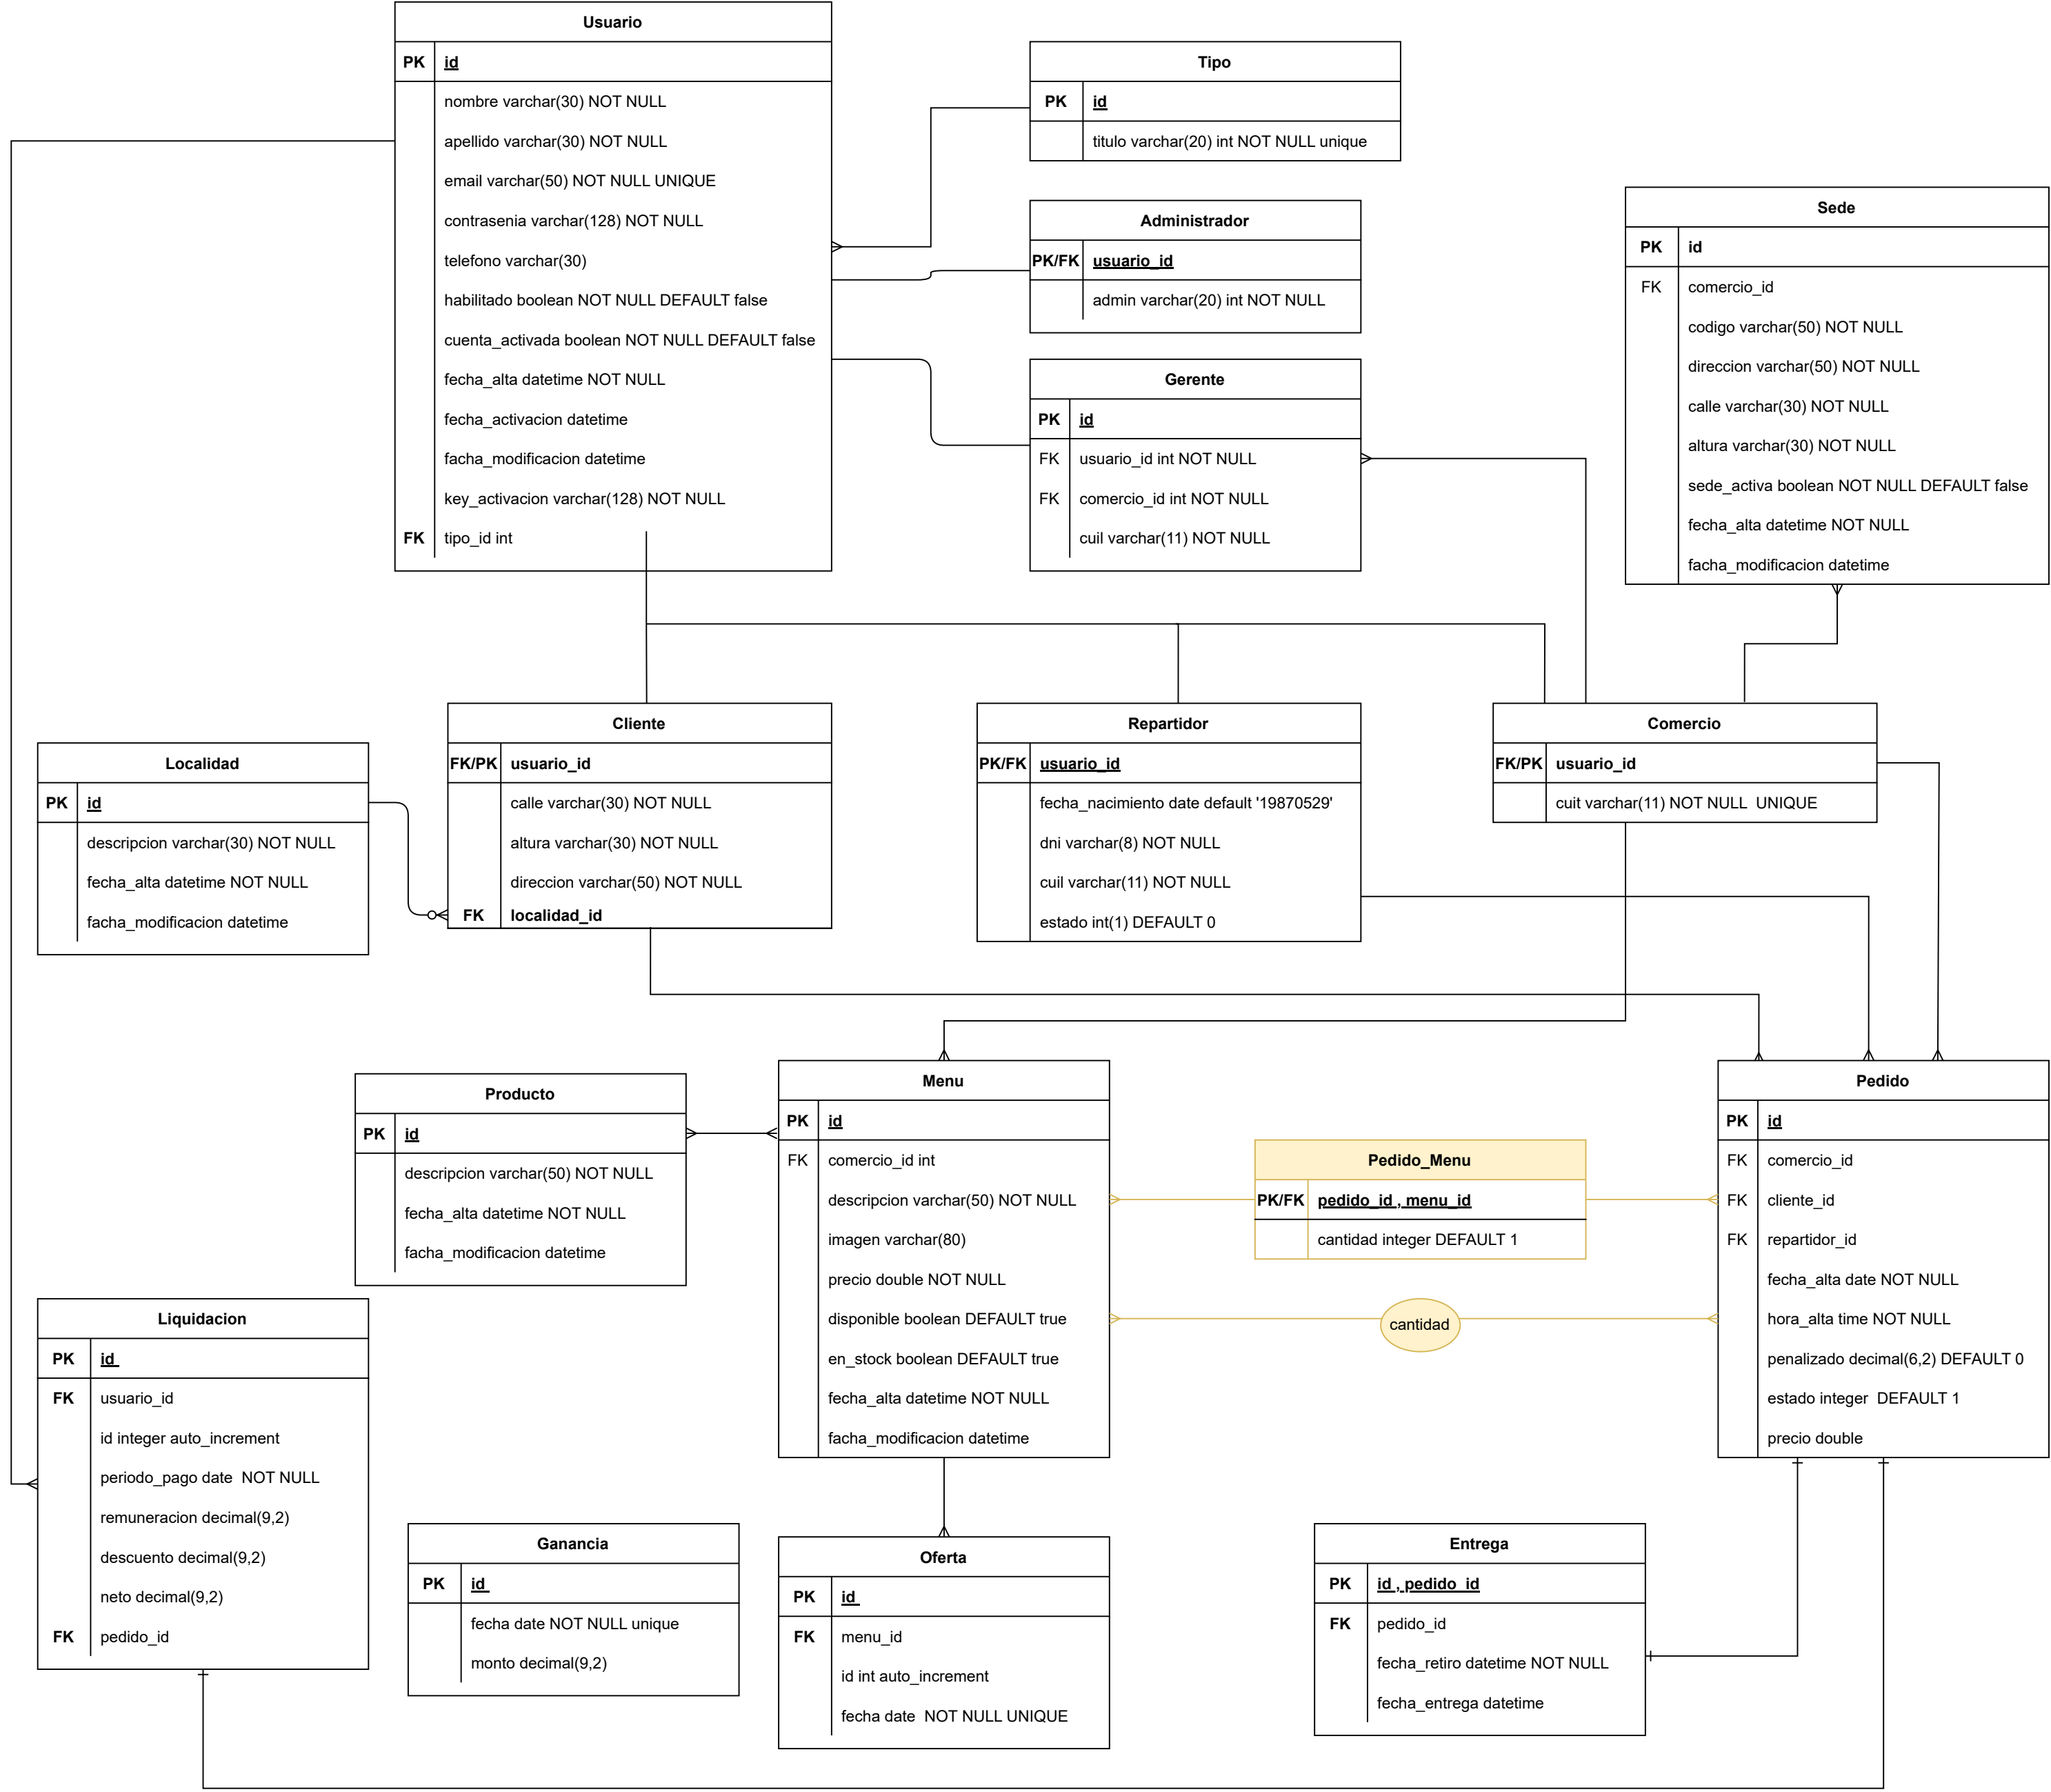 Usuario
PK id
nombre varchar(30) NOT NULL
apellido varchar(30) NOT NULL
email varchar(50) NOT NULL UNIQUE
contrasenia varchar(128) NOT NULL
telefono varchar(30)
habilitado boolean NOT NULL DEFAULT false
cuenta_activada boolean NOT NULL DEFAULT false
fecha_alta datetime NOT NULL
fecha_activacion datetime
facha_modificacion datetime
key_activacion varchar(128) NOT NULL
FK tipo_id int
Tipo
PK id
titulo varchar(20) int NOT NULL unique
Administrador
PK/FK usuario_id
admin varchar(20) int NOT NULL
Gerente
PK id
FK usuario_id int NOT NULL
FK comercio_id int NOT NULL
cuil varchar(11) NOT NULL
Sede
PK id
FK comercio_id
codigo varchar(50) NOT NULL
direccion varchar(50) NOT NULL
calle varchar(30) NOT NULL
altura varchar(30) NOT NULL
sede_activa boolean NOT NULL DEFAULT false
fecha_alta datetime NOT NULL
facha_modificacion datetime
Localidad
PK id
descripcion varchar(30) NOT NULL
fecha_alta datetime NOT NULL
facha_modificacion datetime
Cliente
FK/PK usuario_id
calle varchar(30) NOT NULL
altura varchar(30) NOT NULL
direccion varchar(50) NOT NULL
FK localidad_id
Repartidor
PK/FK usuario_id
fecha_nacimiento date default '19870529'
dni varchar(8) NOT NULL
cuil varchar(11) NOT NULL
estado int(1) DEFAULT 0
Comercio
FK/PK usuario_id
cuit varchar(11) NOT NULL UNIQUE
Producto
PK id
descripcion varchar(50) NOT NULL
fecha_alta datetime NOT NULL
facha_modificacion datetime
Menu
PK id
FK comercio_id int
descripcion varchar(50) NOT NULL
imagen varchar(80)
precio double NOT NULL
disponible boolean DEFAULT true
en_stock boolean DEFAULT true
fecha_alta datetime NOT NULL
facha_modificacion datetime
Pedido_Menu
PK/FK pedido_id , menu_id
cantidad integer DEFAULT 1
cantidad
Pedido
PK id
FK comercio_id
FK cliente_id
FK repartidor_id
fecha_alta date NOT NULL
hora_alta time NOT NULL
penalizado decimal(6,2) DEFAULT 0
estado integer DEFAULT 1
precio double
Liquidacion
PK id
FK usuario_id
id integer auto_increment
periodo_pago date NOT NULL
remuneracion decimal(9,2)
descuento decimal(9,2)
neto decimal(9,2)
FK pedido_id
Ganancia
PK id
fecha date NOT NULL unique
monto decimal(9,2)
Oferta
PK id
FK menu_id
id int auto_increment
fecha date NOT NULL UNIQUE
Entrega
PK id , pedido_id
FK pedido_id
fecha_retiro datetime NOT NULL
fecha_entrega datetime